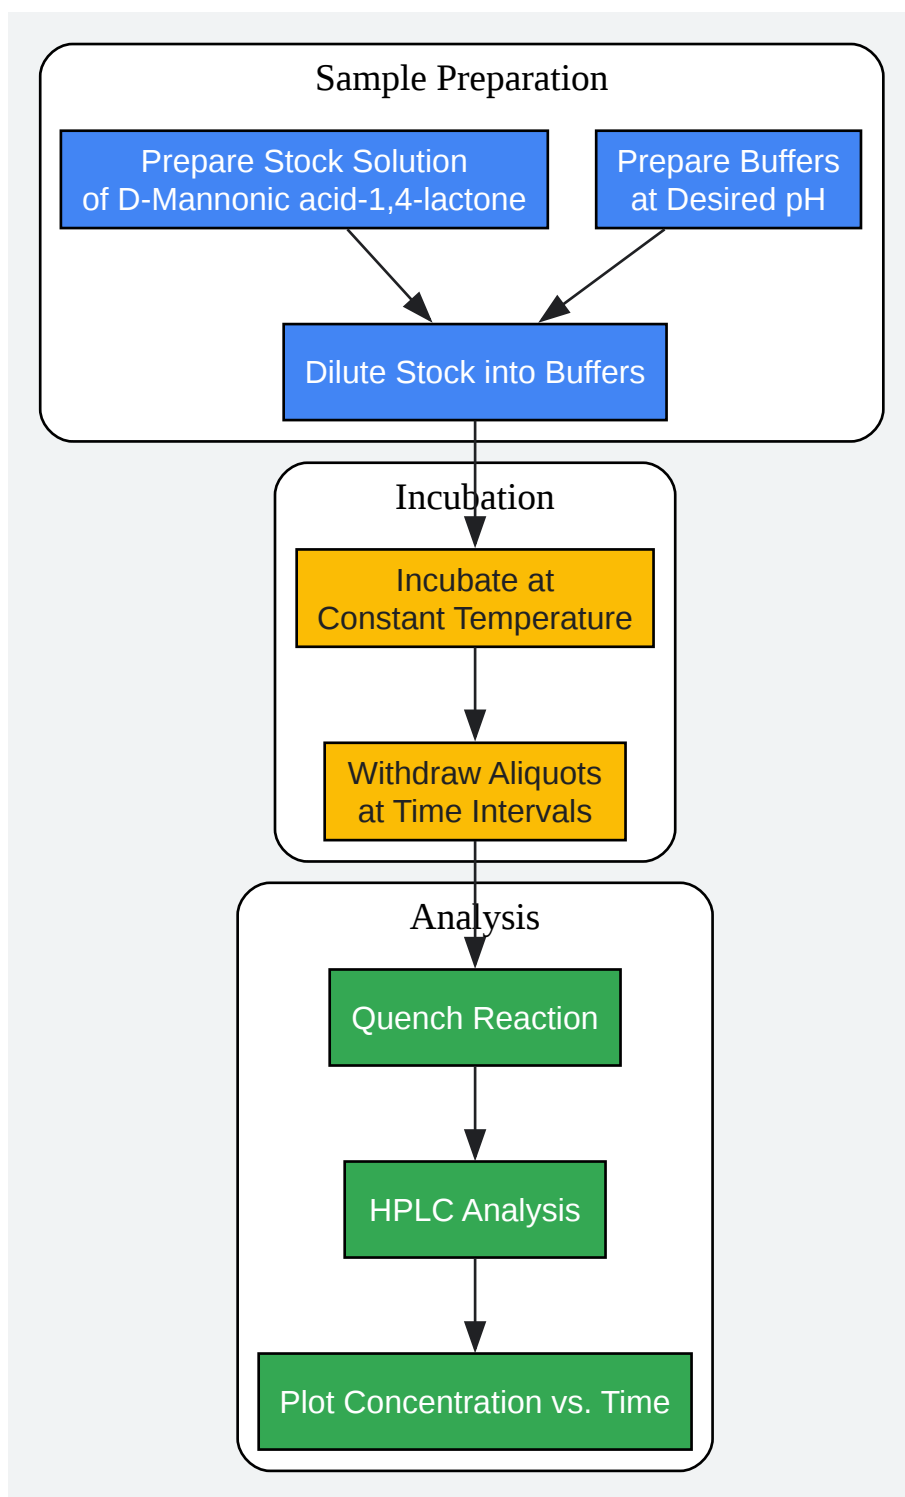 Sample Preparation
Prepare Stock Solution
of D-Mannonic acid-1,4-lactone
Prepare Buffers
at Desired pH
Dilute Stock into Buffers
Incubation
Incubate at
Constant Temperature
Withdraw Aliquots
at Time Intervals
Analysis
Quench Reaction
HPLC Analysis
Plot Concentration vs. Time